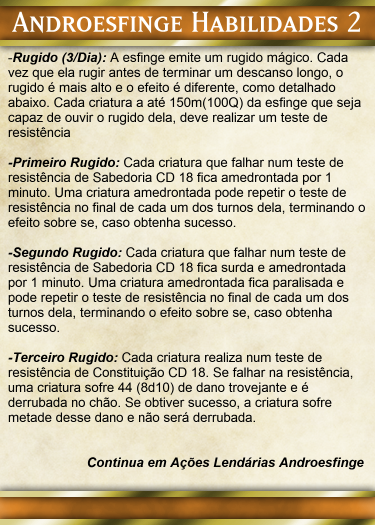 Androesfinge Habilidades 2
-Rugido (3/Dia): A esfinge emite um rugido mágico. Cada
vez que ela rugir antes de terminar um descanso longo, o
rugido é mais alto e o efeito é diferente, como detalhado
abaixo. Cada criatura a até 150m(100Q) da esfinge que seja
capaz de ouvir o rugido dela, deve realizar um teste de
resistência
-Primeiro Rugido: Cada criatura que falhar num teste de
resistência de Sabedoria CD 18 fica amedrontada por 1
minuto. Uma criatura amedrontada pode repetir o teste de
resistência no final de cada um dos turnos dela, terminando o
efeito sobre se, caso obtenha sucesso.
-Segundo Rugido: Cada criatura que falhar num teste de
resistência de Sabedoria CD 18 fica surda e amedrontada
por 1 minuto. Uma criatura amedrontada fica paralisada e
pode repetir o teste de resistência no final de cada um dos
turnos dela, terminando o efeito sobre se, caso obtenha
sucesso.
-Terceiro Rugido: Cada criatura realiza num teste de
resistência de Constituição CD 18. Se falhar na resistência,
uma criatura sofre 44 (8d10) de dano trovejante e é
derrubada no chão. Se obtiver sucesso, a criatura sofre
metade desse dano e não será derrubada.
Continua em Ações Lendárias Androesfinge